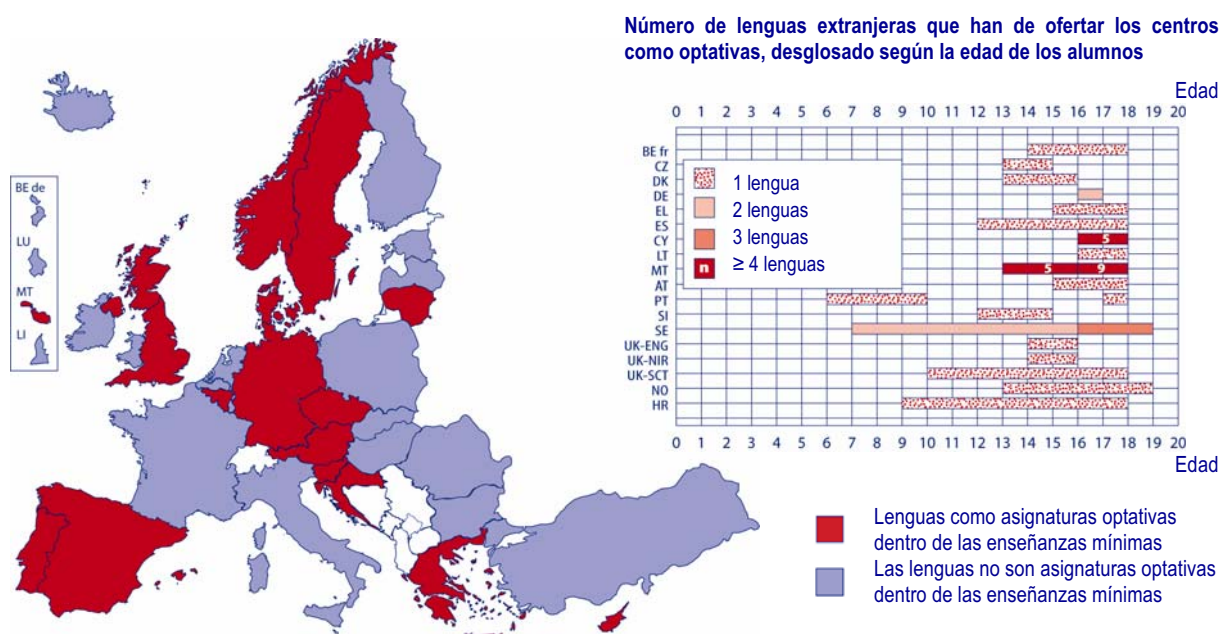 Número de lenguas extranjeras que han de ofertar los centros
como optativas, desglosado según la edad de los alumnos
Edad
0 1 2 3 4 5 6 7 8 9 10 11 12 13 14 15 16 17 18 19 20
BE fr
CZ
DK
DE
EL
ES
CY 5
LT
MT 5 9
AT
PT
SI
SE
UK-ENG
UK-NIR
UK-SCT
NO
HR
1 lengua
2 lenguas
3 lenguas
n ≥ 4 lenguas
0 1 2 3 4 5 6 7 8 9 10 11 12 13 14 15 16 17 18 19 20
Edad
BE de
LU
MT
LI
Lenguas como asignaturas optativas
dentro de las enseñanzas mínimas
Las lenguas no son asignaturas optativas
dentro de las enseñanzas mínimas